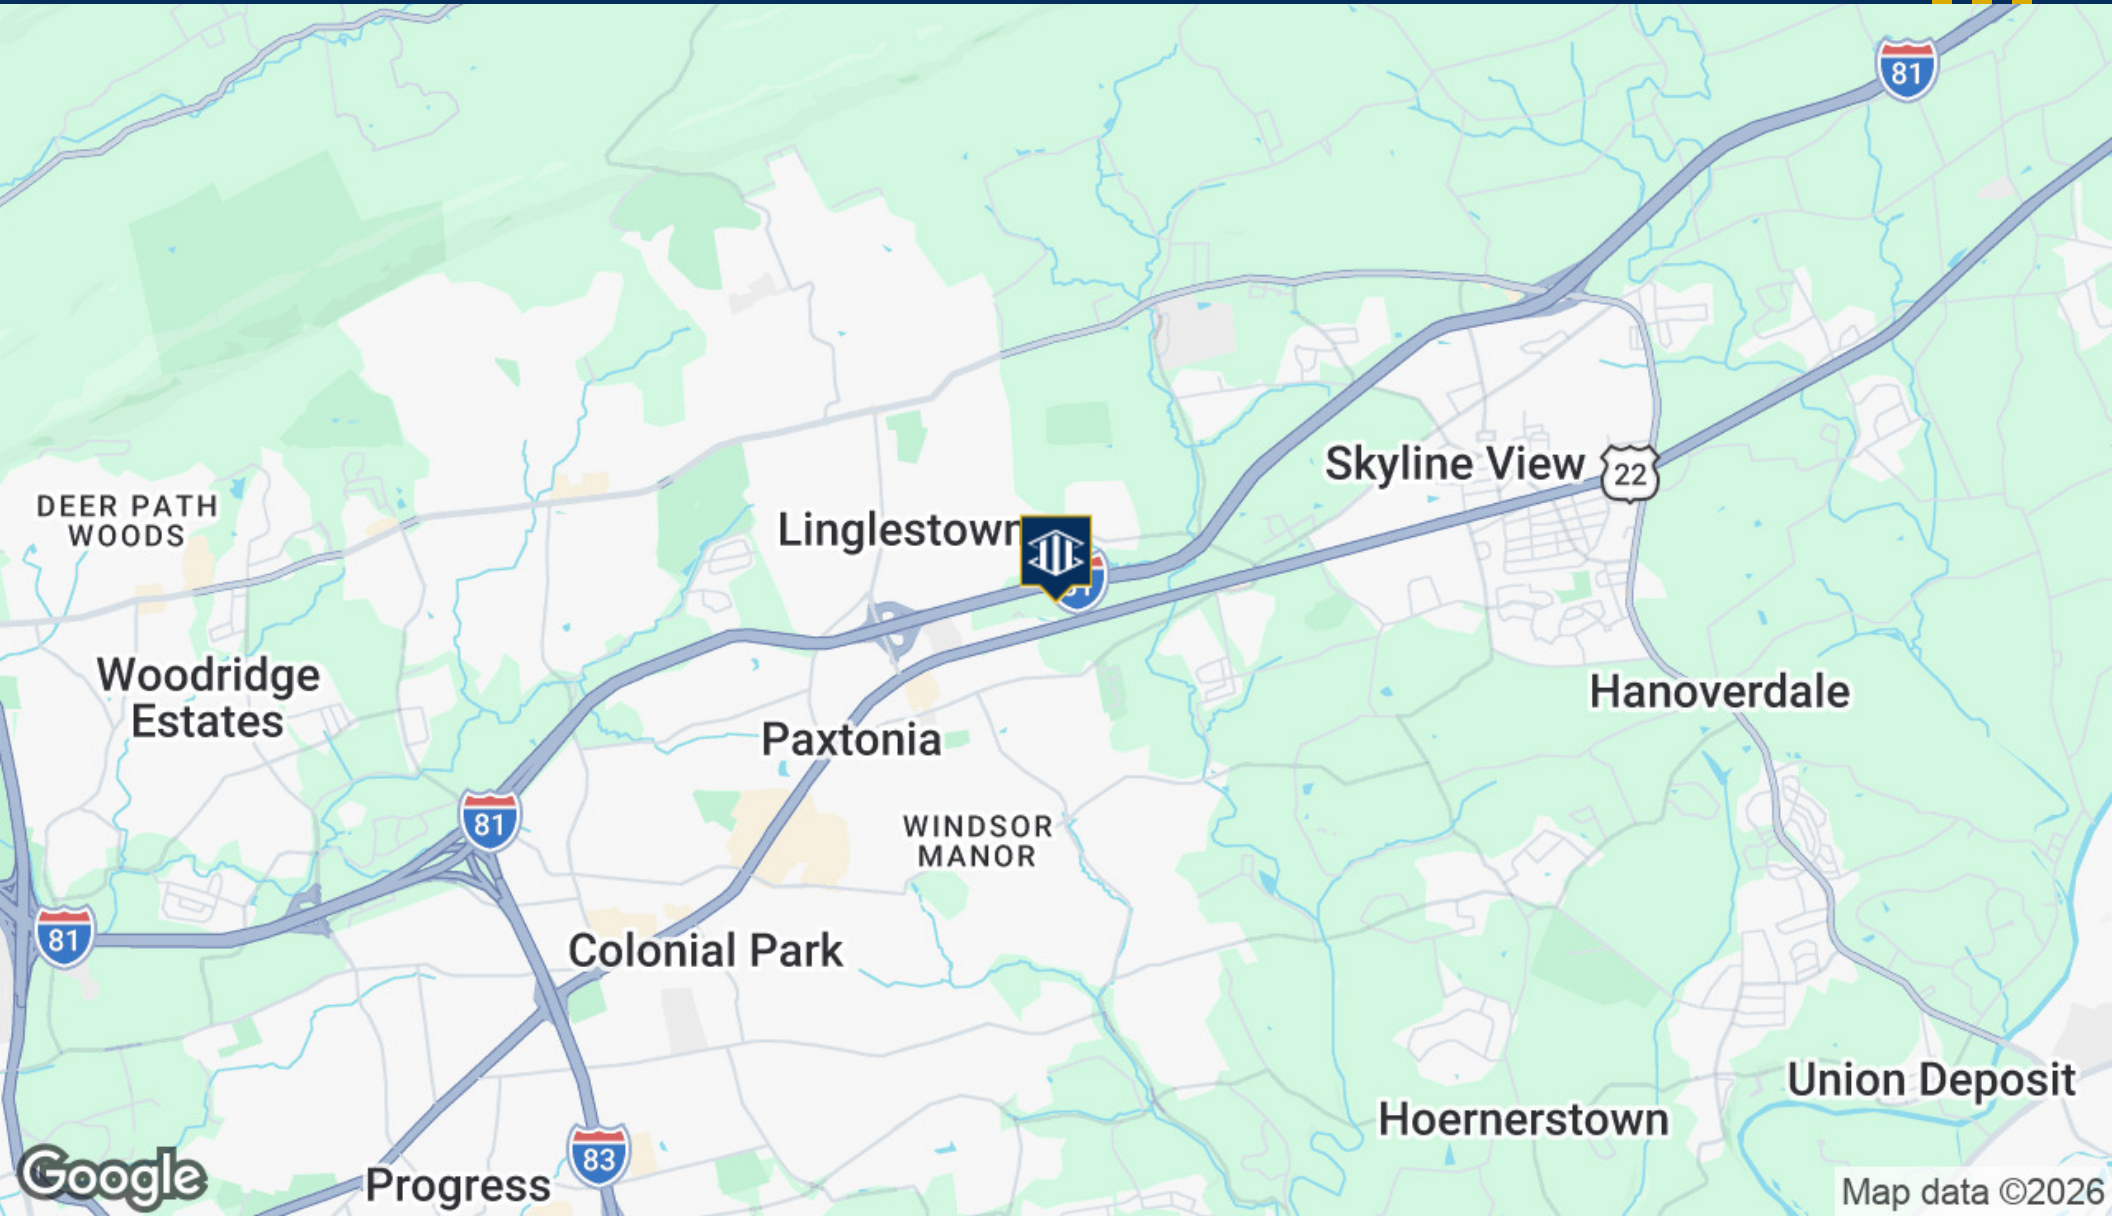 81
Skyline View
22
DEER PATH
WOODS
Linglestown
Woodridge
Estates
Hanoverdale
Paxtonia
81
WINDSOR
MANOR
81
Colonial Park
Union Deposit
Hoernerstown
83
Progress
Google
Map data ©2026